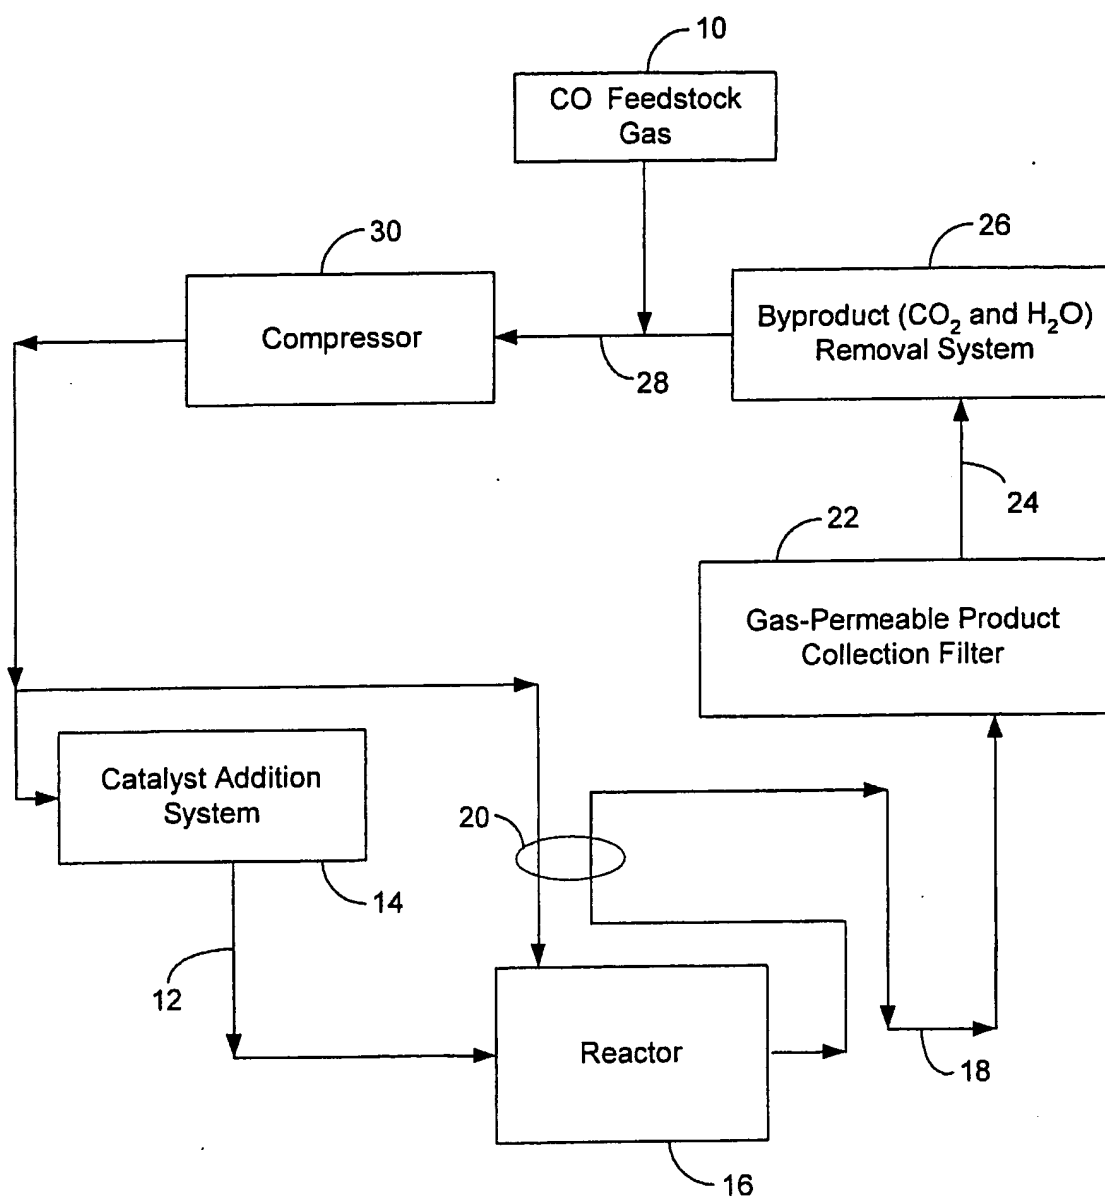 10
CO Feedstock
Gas
30
26
Compressor
Byproduct (CO₂ and H₂O)
Removal System
28
24
22
Gas-Permeable Product
Collection Filter
Catalyst Addition
System
20
14
12
Reactor
18
16